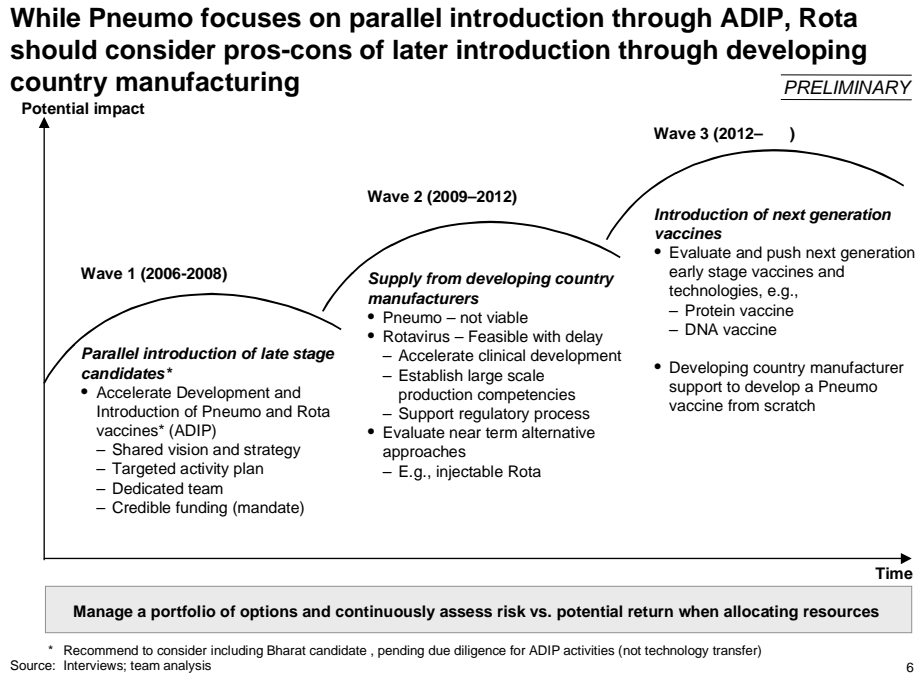 While Pneumo focuses on parallel introduction through ADIP, Rota
should consider pros-cons of later introduction through developing
country manufacturing
PRELIMINARY
Potential impact
Wave 1 (2006-2008)
Parallel introduction of late stage
candidates*
• Accelerate Development and
Introduction of Pneumo and Rota
vaccines* (ADIP)
– Shared vision and strategy
– Targeted activity plan
– Dedicated team
– Credible funding (mandate)
Wave 2 (2009–2012)
Supply from developing country
manufacturers
• Pneumo – not viable
• Rotavirus – Feasible with delay
– Accelerate clinical development
– Establish large scale
production competencies
– Support regulatory process
• Evaluate near term alternative
approaches
– E.g., injectable Rota
Wave 3 (2012– )
Introduction of next generation
vaccines
• Evaluate and push next generation
early stage vaccines and
technologies, e.g.,
– Protein vaccine
– DNA vaccine
• Developing country manufacturer
support to develop a Pneumo
vaccine from scratch
Time
Manage a portfolio of options and continuously assess risk vs. potential return when allocating resources
* Recommend to consider including Bharat candidate , pending due diligence for ADIP activities (not technology transfer)
Source: Interviews; team analysis
6